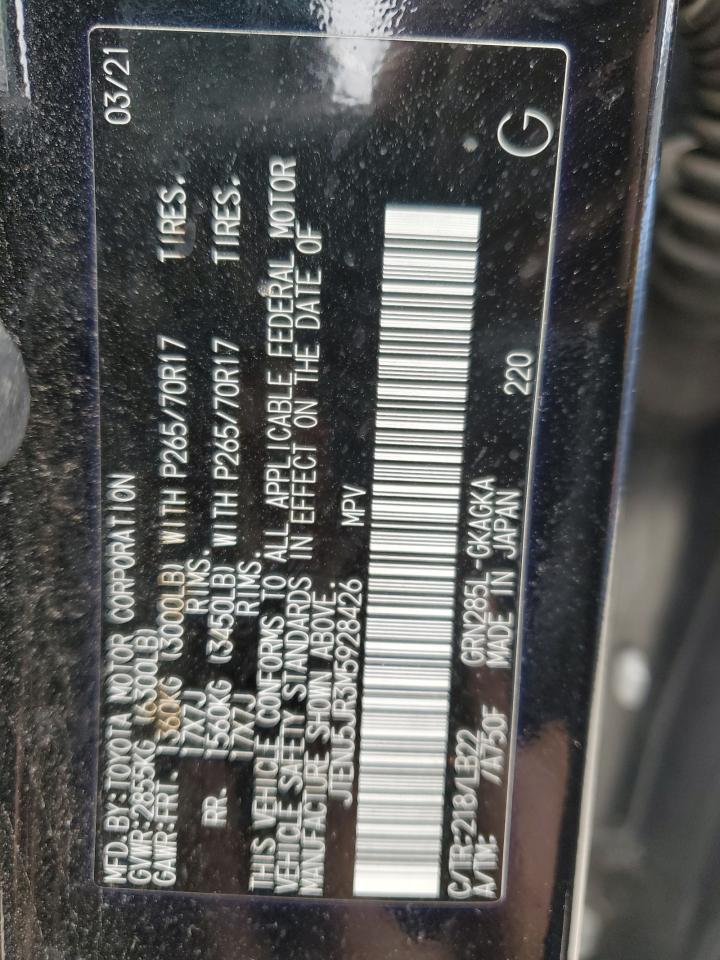 MFD.BY:TOYOTA MOTOR CORPORATION 03/21
GVWR:2855KG (6300LB)
GAWR:FRT. 1360KG (3000LB) WITH P265/70R17 TIRES.
17X7J RIMS.
RR. 1560KG (3450LB) WITH P265/70R17 TIRES.
17X7J RIMS.
THIS VEHICLE CONFORMS TO ALL APPLICABLE FEDERAL MOTOR
VEHICLE SAFETY STANDARDS IN EFFECT ON THE DATE OF
MANUFACTURE SHOWN ABOVE.
JTENU5JR3M5928426 MPV
C/TR:218/LB22 GRN285L-GKAGKA 220 G
A/TM: /A750F MADE IN JAPAN